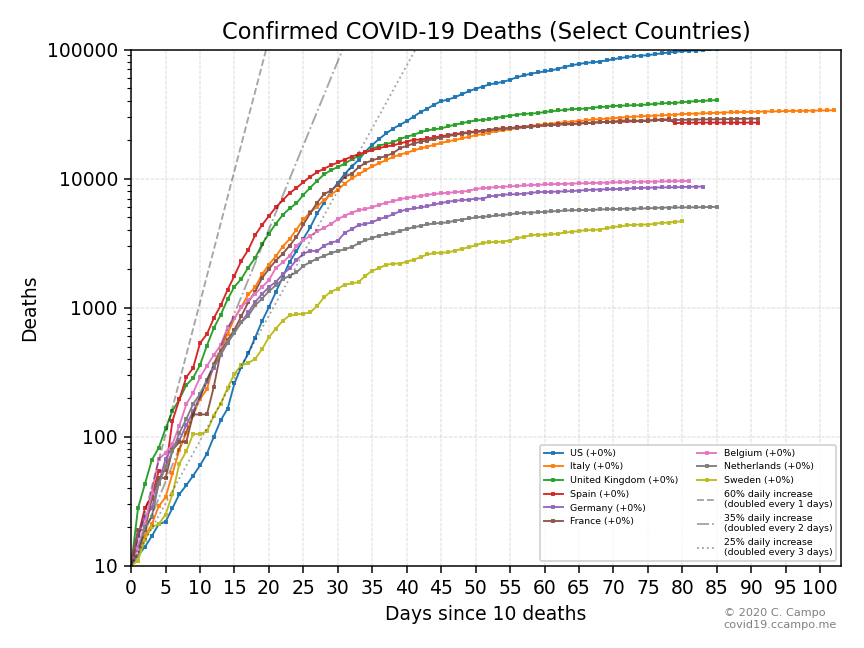 Confirmed COVID-19 Deaths (Select Countries)
100000
10000
1000
100
10
Deaths
0 5 10 15 20 25 30 35 40 45 50 55 60 65 70 75 80 85 90 95 100
Days since 10 deaths
US (+0%)
Italy (+0%)
United Kingdom (+0%)
Spain (+0%)
Germany (+0%)
France (+0%)
Belgium (+0%)
Netherlands (+0%)
Sweden (+0%)
60% daily increase
(doubled every 1 days)
35% daily increase
(doubled every 2 days)
25% daily increase
(doubled every 3 days)
© 2020 C. Campo
covid19.ccampo.me